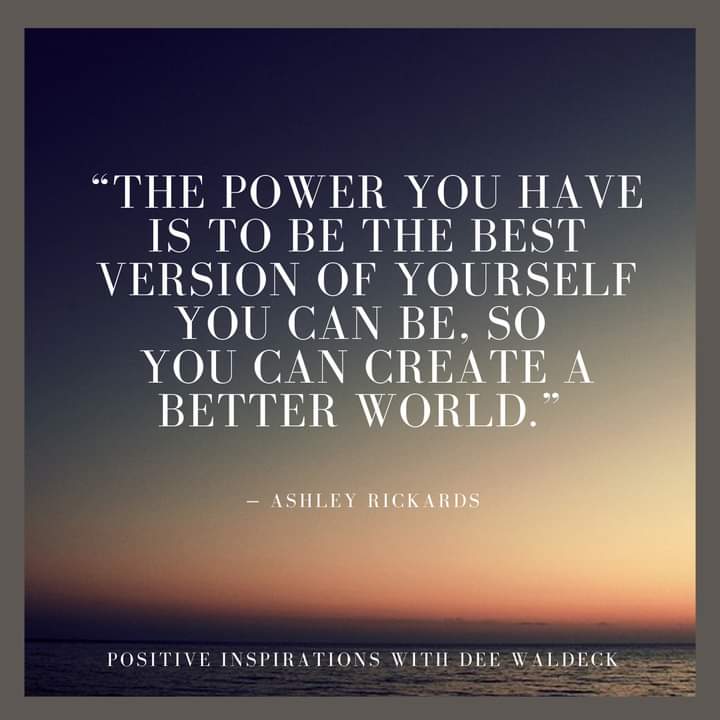 “THE POWER YOU HAVE
IS TO BE THE BEST
VERSION OF YOURSELF
YOU CAN BE, SO
YOU CAN CREATE A
BETTER WORLD.”
– ASHLEY RICKARDS
POSITIVE INSPIRATIONS WITH DEE WALDECK